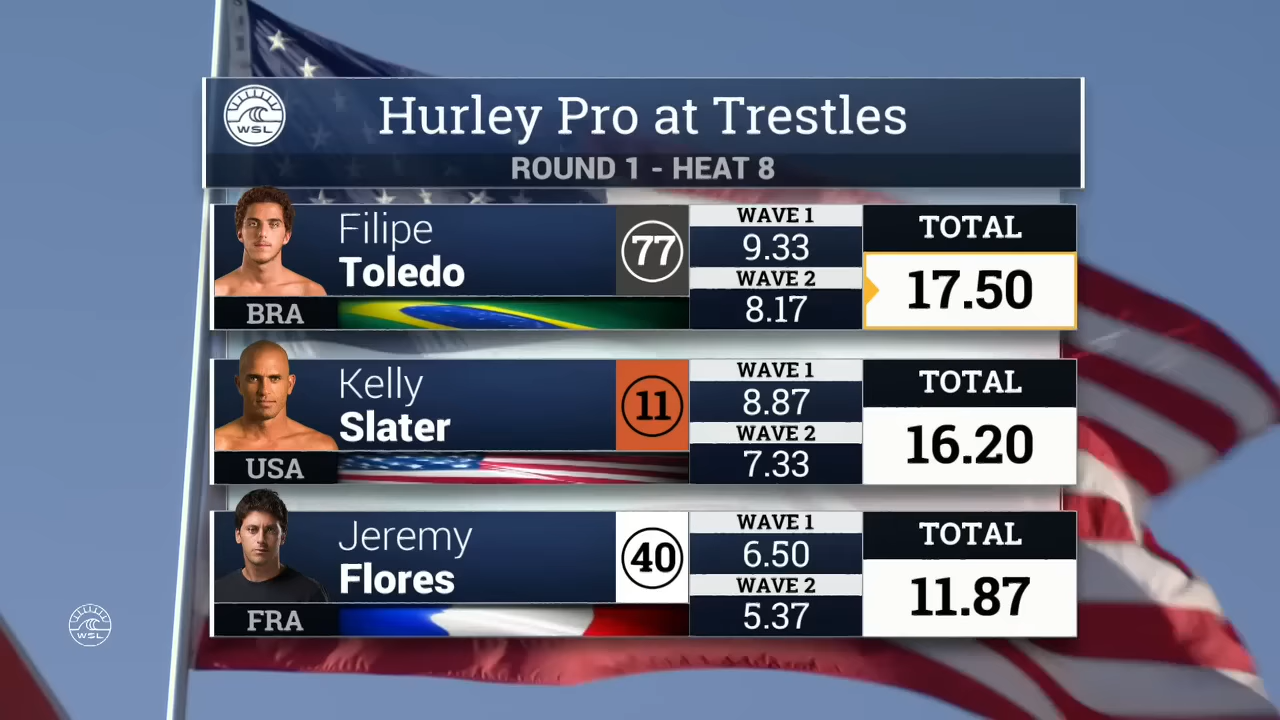 WSL
Hurley Pro at Trestles
ROUND 1 - HEAT 8
Filipe
Toledo
77
BRA
WAVE 1
9.33
WAVE 2
8.17
TOTAL
17.50
Kelly
Slater
11
USA
WAVE 1
8.87
WAVE 2
7.33
TOTAL
16.20
Jeremy
Flores
40
FRA
WAVE 1
6.50
WAVE 2
5.37
TOTAL
11.87
WSL